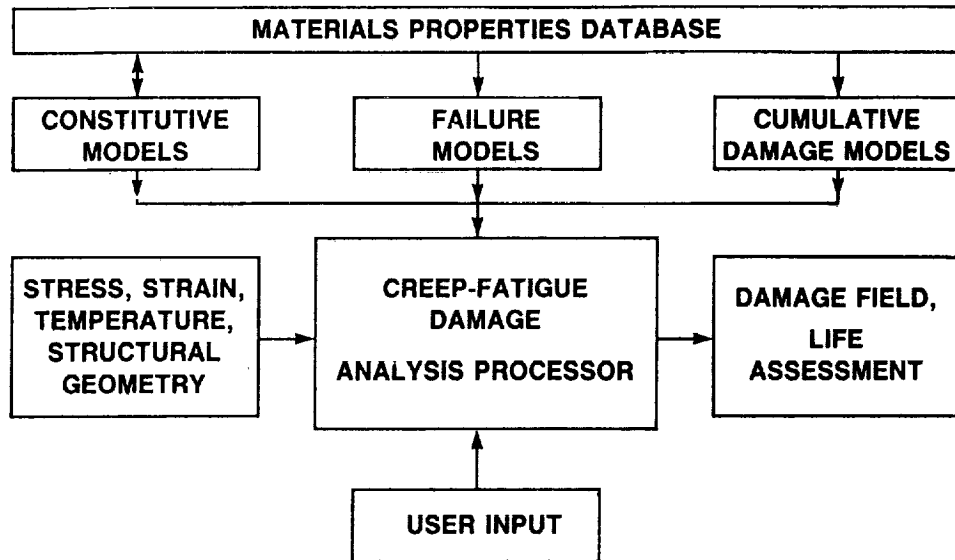 MATERIALS PROPERTIES DATABASE
CONSTITUTIVE
MODELS
FAILURE
MODELS
CUMULATIVE
DAMAGE MODELS
STRESS, STRAIN,
TEMPERATURE,
STRUCTURAL
GEOMETRY
CREEP-FATIGUE
DAMAGE
ANALYSIS PROCESSOR
DAMAGE FIELD,
LIFE
ASSESSMENT
USER INPUT